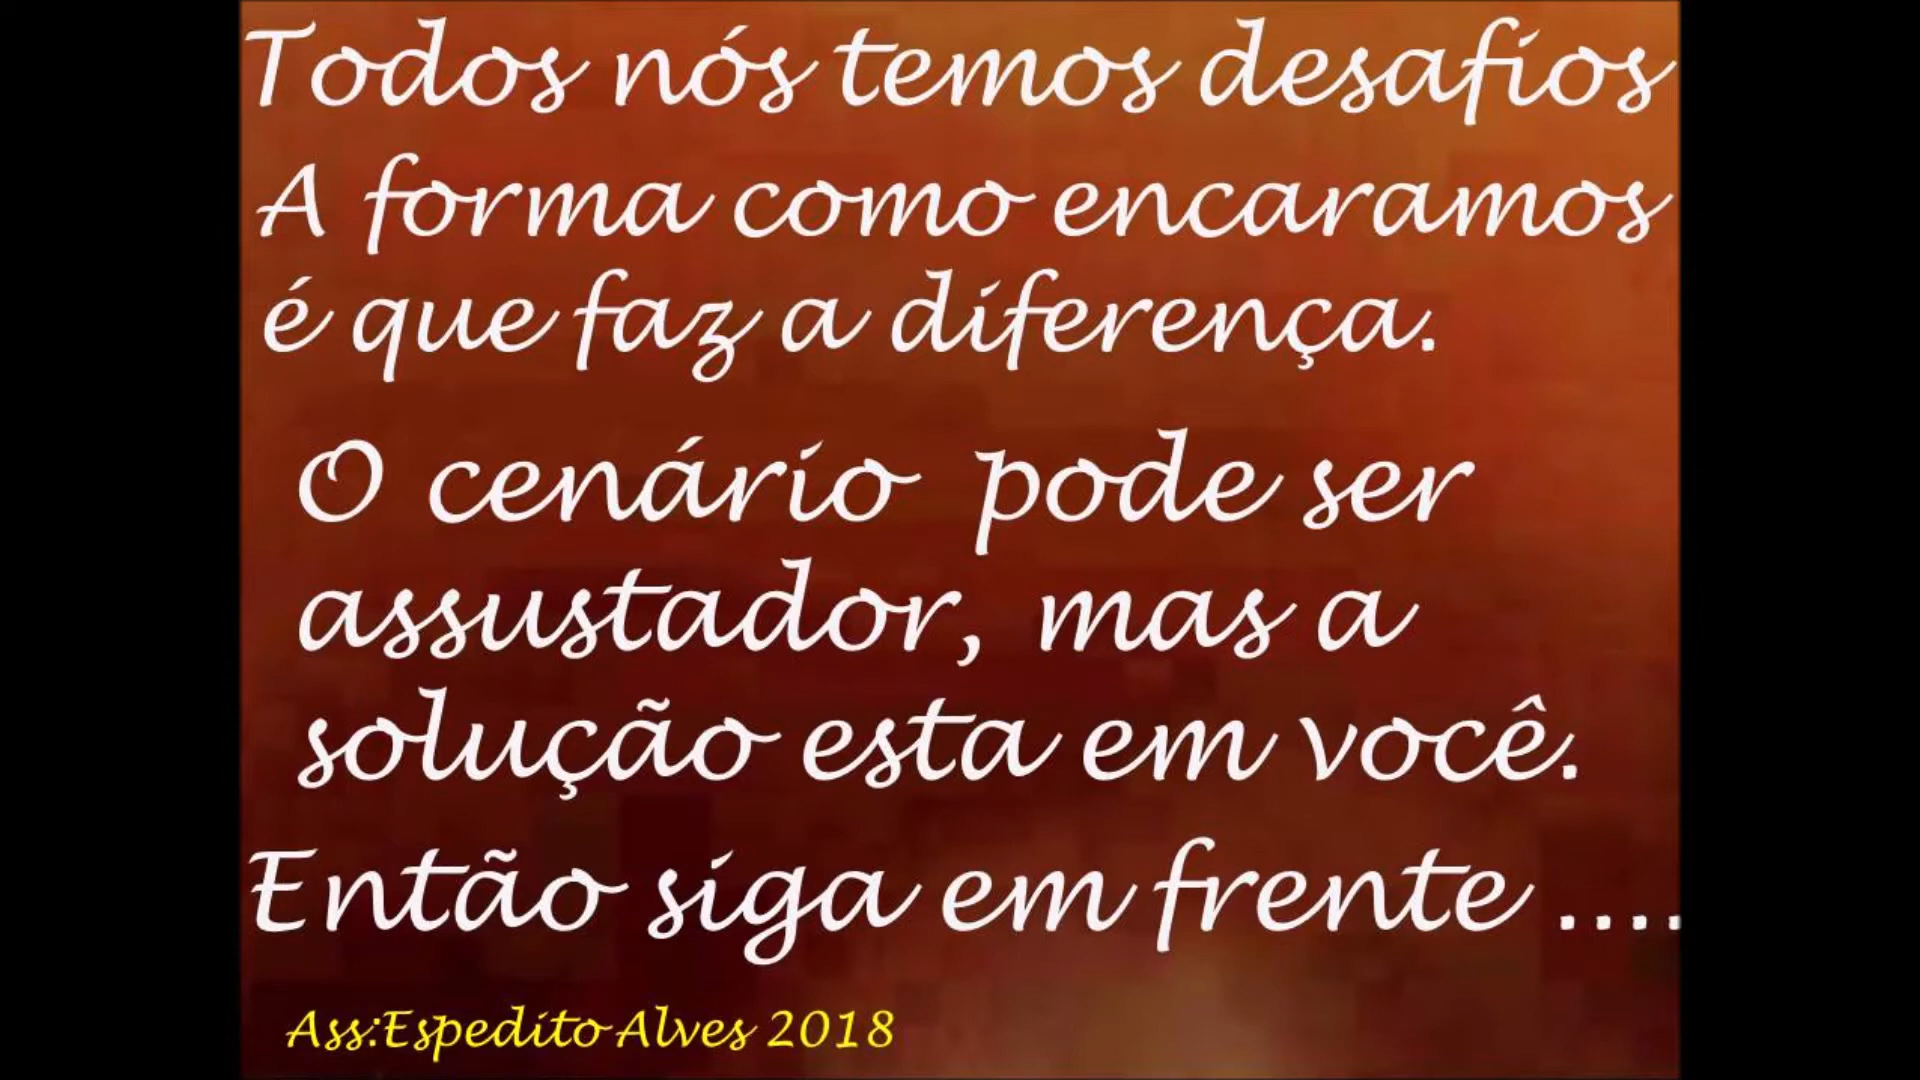 Todos nós temos desafios
A forma como encaramos
é que faz a diferença.
O cenário pode ser
assustador, mas a
solução esta em você.
Então siga em frente ....
Ass:Espedito Alves 2018